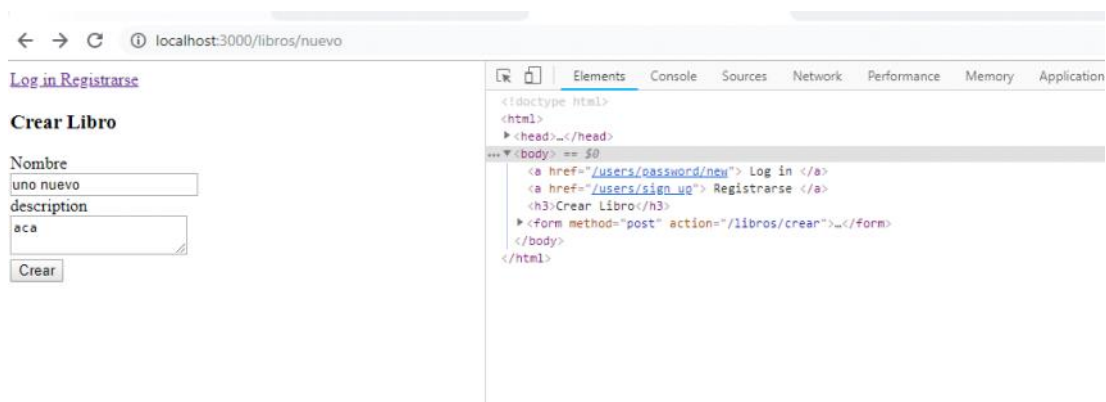 localhost:3000/libros/nuevo
Log in Registrarse
Crear Libro
Nombre
uno nuevo
description
aca
Crear
Elements Console Sources Network Performance Memory Application
<!doctype html>
<html>
<head>…</head>
<body> == $0
<a href="/users/password/new"> Log in </a>
<a href="/users/sign_up"> Registrarse </a>
<h3>Crear Libro</h3>
<form method="post" action="/libros/crear">…</form>
</body>
</html>